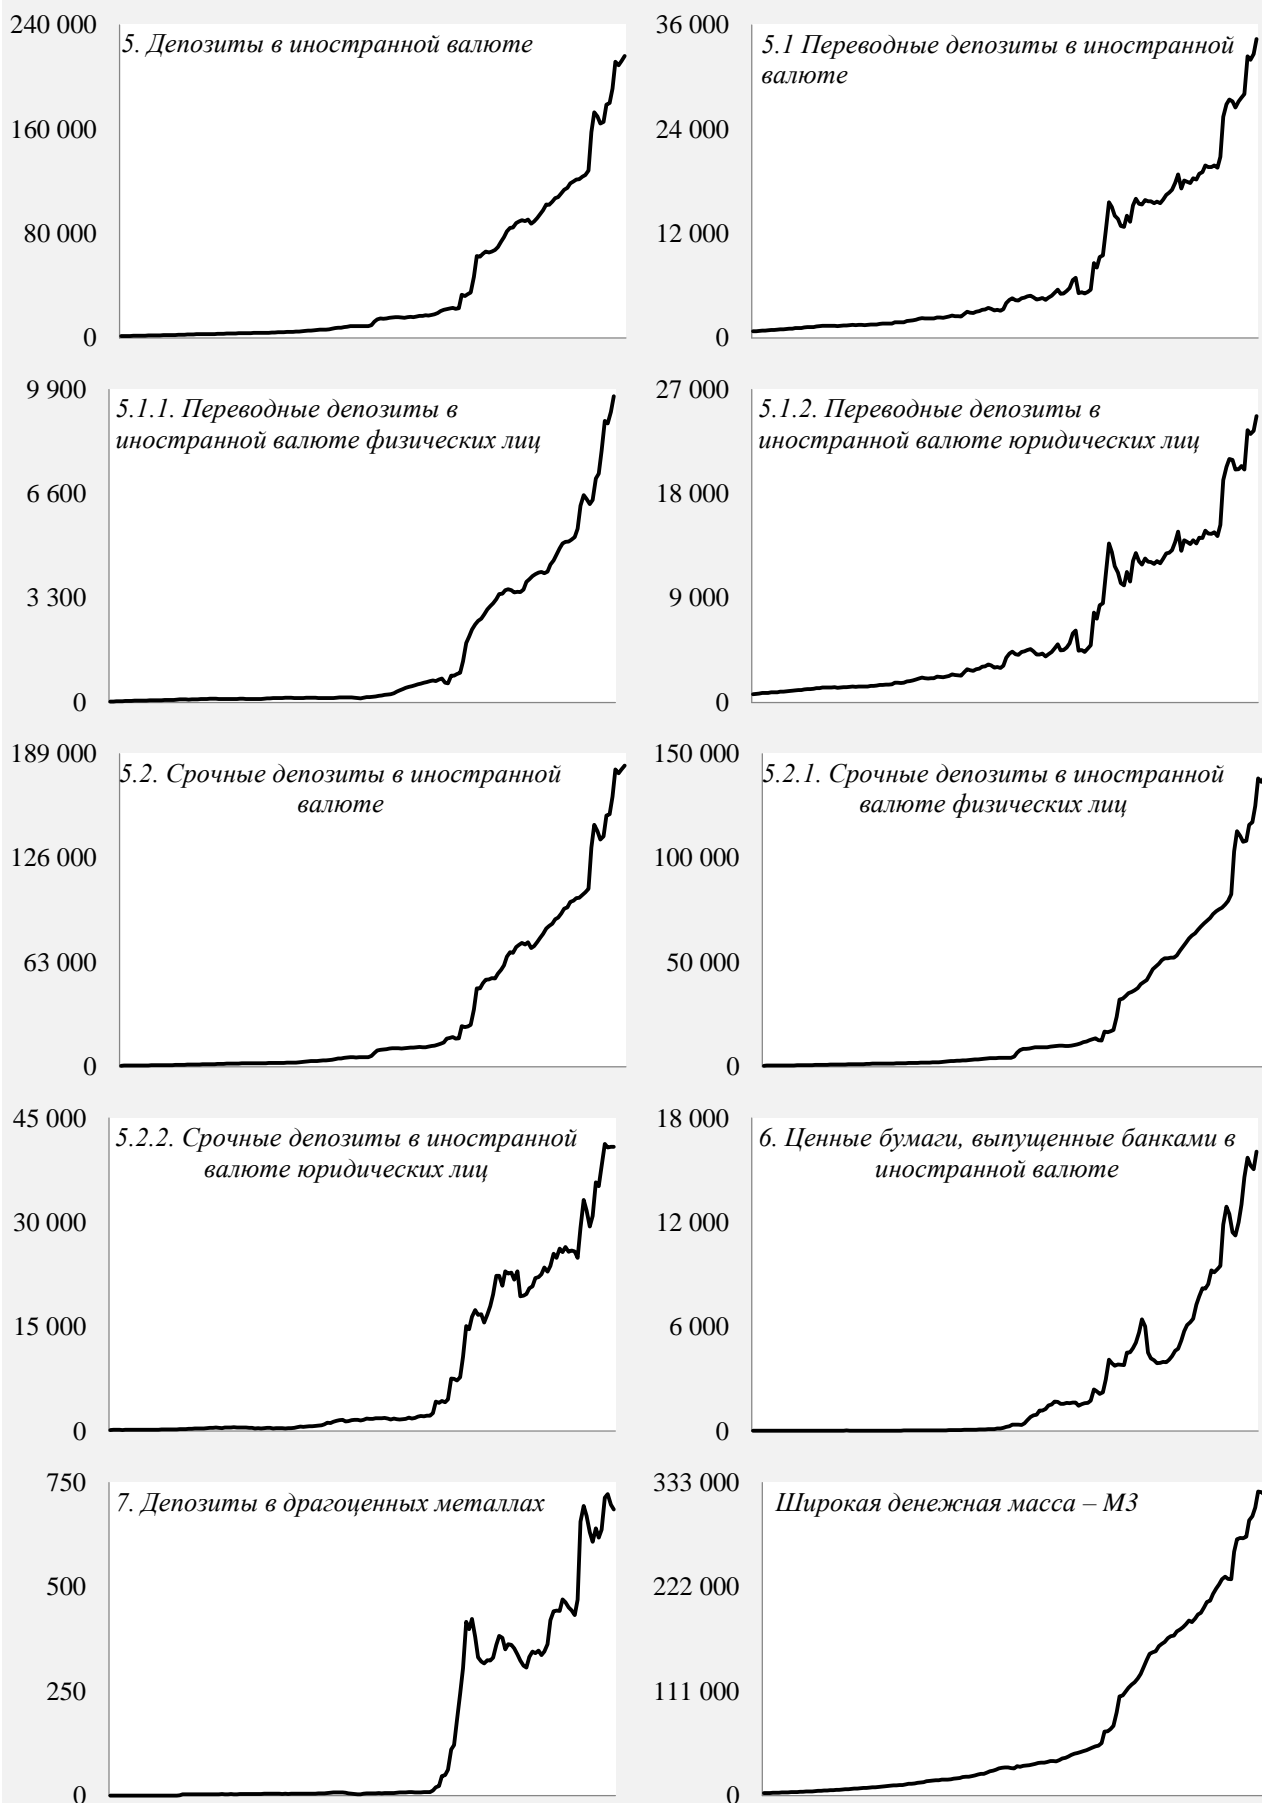 240 000
5. Депозиты в иностранной валюте
160 000
80 000
0
36 000
5.1 Переводные депозиты в иностранной
валюте
24 000
12 000
0
9 900
5.1.1. Переводные депозиты в
иностранной валюте физических лиц
6 600
3 300
0
27 000
5.1.2. Переводные депозиты в
иностранной валюте юридических лиц
18 000
9 000
0
189 000
5.2. Срочные депозиты в иностранной
валюте
126 000
63 000
0
150 000
5.2.1. Срочные депозиты в иностранной
валюте физических лиц
100 000
50 000
0
45 000
5.2.2. Срочные депозиты в иностранной
валюте юридических лиц
30 000
15 000
0
18 000
6. Ценные бумаги, выпущенные банками в
иностранной валюте
12 000
6 000
0
750
7. Депозиты в драгоценных металлах
500
250
0
333 000
Широкая денежная масса – М3
222 000
111 000
0